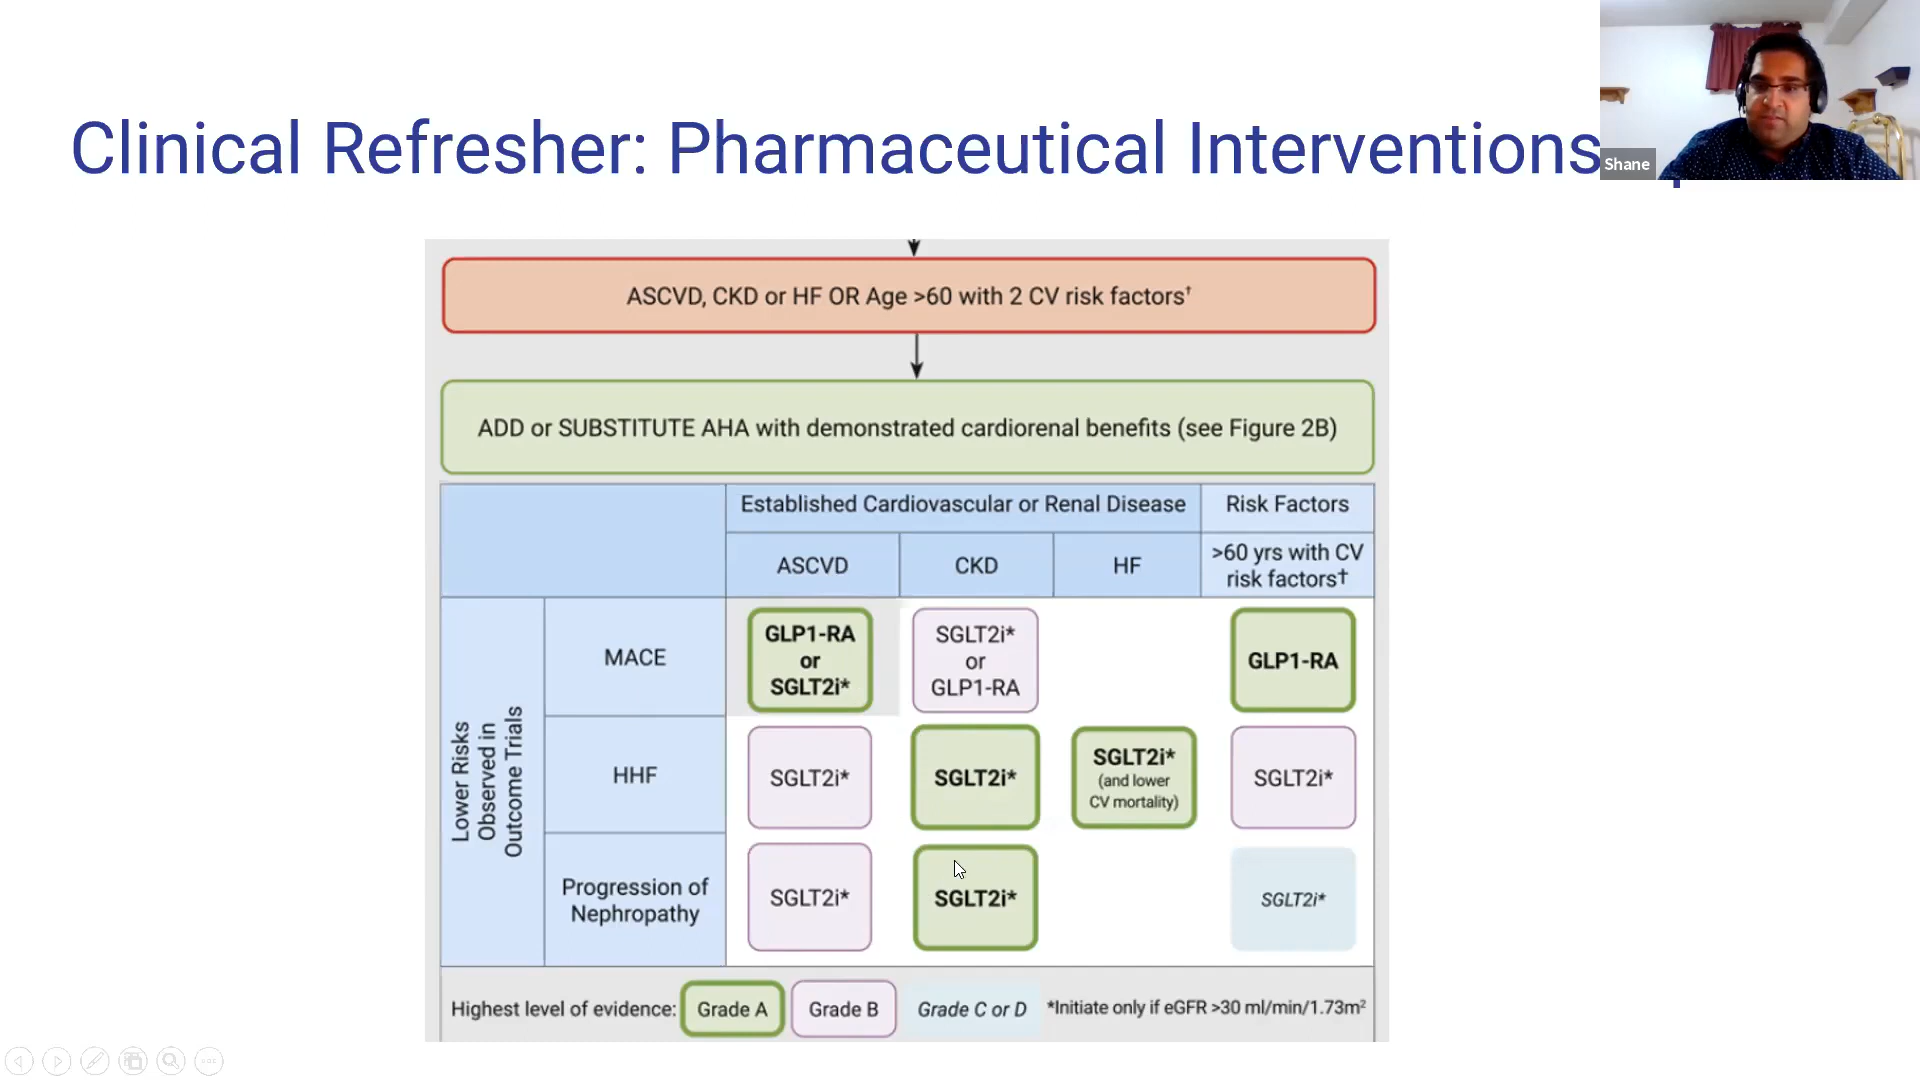 Clinical Refresher: Pharmaceutical Interventions
Shane
ASCVD, CKD or HF OR Age >60 with 2 CV risk factors†
ADD or SUBSTITUTE AHA with demonstrated cardiorenal benefits (see Figure 2B)
Established Cardiovascular or Renal Disease
Risk Factors
ASCVD
CKD
HF
>60 yrs with CV
risk factors†
Lower Risks
Observed in
Outcome Trials
MACE
GLP1-RA
or
SGLT2i*
SGLT2i*
or
GLP1-RA
GLP1-RA
HHF
SGLT2i*
SGLT2i*
SGLT2i*
(and lower
CV mortality)
SGLT2i*
Progression of
Nephropathy
SGLT2i*
SGLT2i*
SGLT2i*
Highest level of evidence:
Grade A
Grade B
Grade C or D
*Initiate only if eGFR >30 ml/min/1.73m²